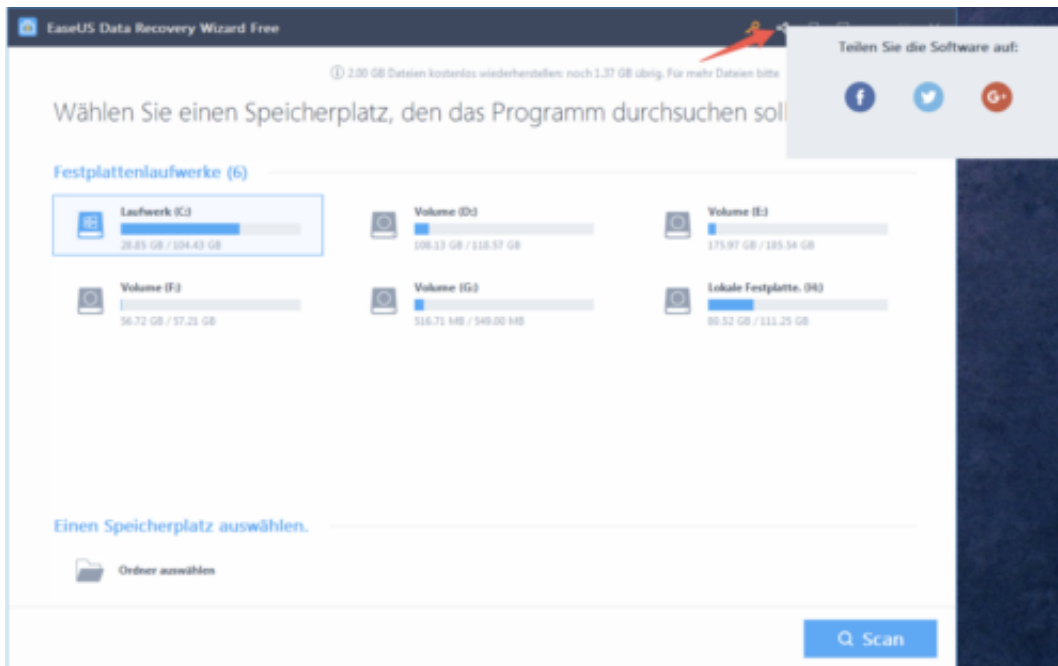 EaseUS Data Recovery Wizard Free
Teilen Sie die Software auf:
2.00 GB Dateien kostenlos wiederherstellen: noch 1.37 GB übrig. Für mehr Dateien bitte
Wählen Sie einen Speicherplatz, den das Programm durchsuchen soll
Festplattenlaufwerke (6)
Laufwerk (C:)
28.85 GB / 104.43 GB
Volume (D:)
108.13 GB / 118.57 GB
Volume (E:)
175.97 GB / 185.54 GB
Volume (F:)
56.72 GB / 57.21 GB
Volume (G:)
516.71 MB / 549.00 MB
Lokale Festplatte. (H:)
80.52 GB / 111.25 GB
Einen Speicherplatz auswählen.
Ordner auswählen
Scan